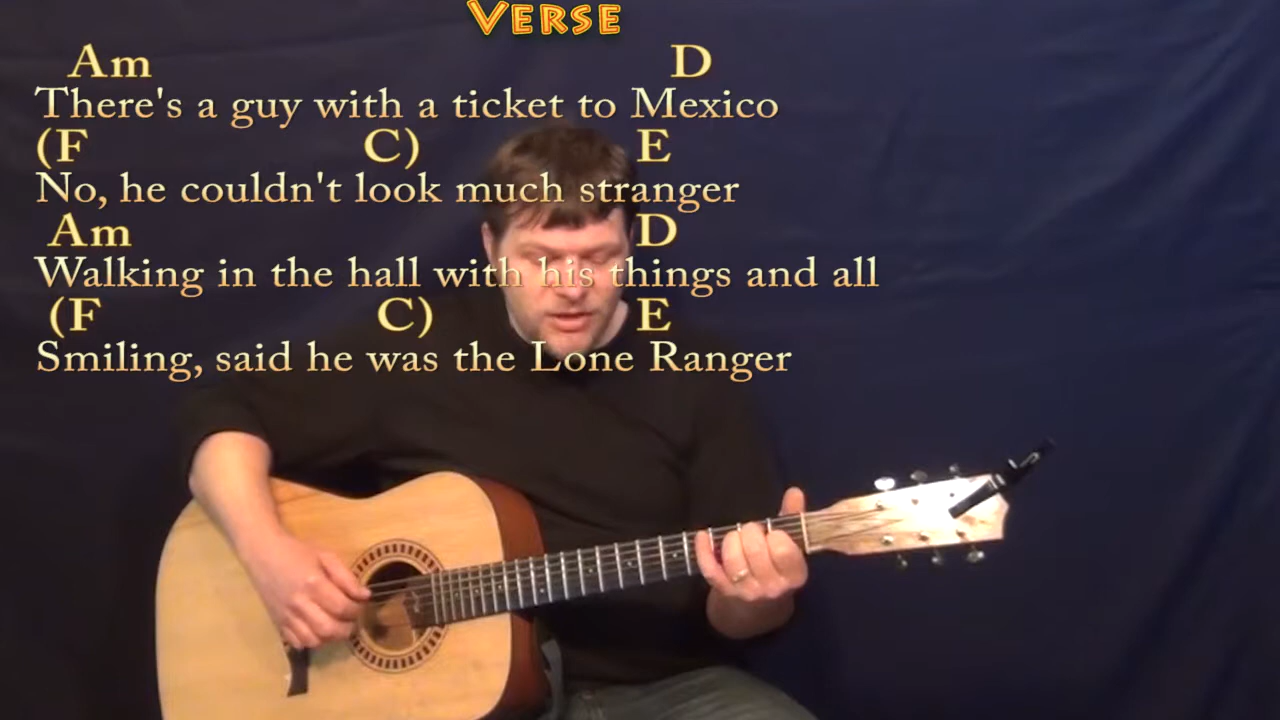 VERSE
Am D
There's a guy with a ticket to Mexico
(F C) E
No, he couldn't look much stranger
Am D
Walking in the hall with his things and all
(F C) E
Smiling, said he was the Lone Ranger